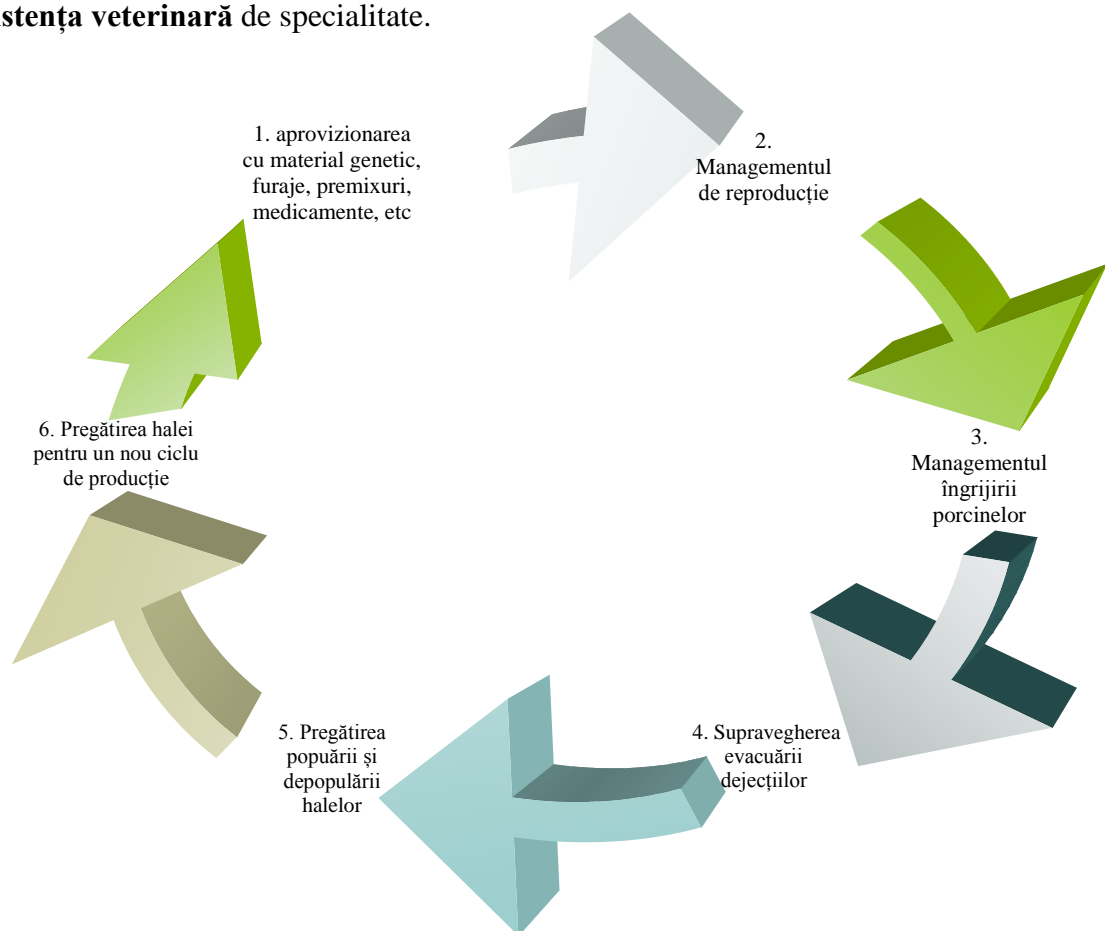 istența veterinară de specialitate.
1. aprovizionarea
cu material genetic,
furaje, premixuri,
medicamente, etc
2.
Managementul
de reproducție
3.
Managementul
îngrijirii
porcinelor
4. Supravegherea
evacuării
dejecțiilor
5. Pregătirea
popuării și
depopulării
halelor
6. Pregătirea halei
pentru un nou ciclu
de producție